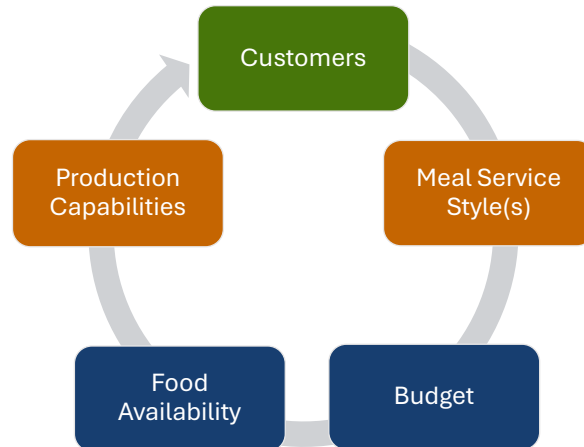 Customers
Meal Service
Style(s)
Budget
Food
Availability
Production
Capabilities